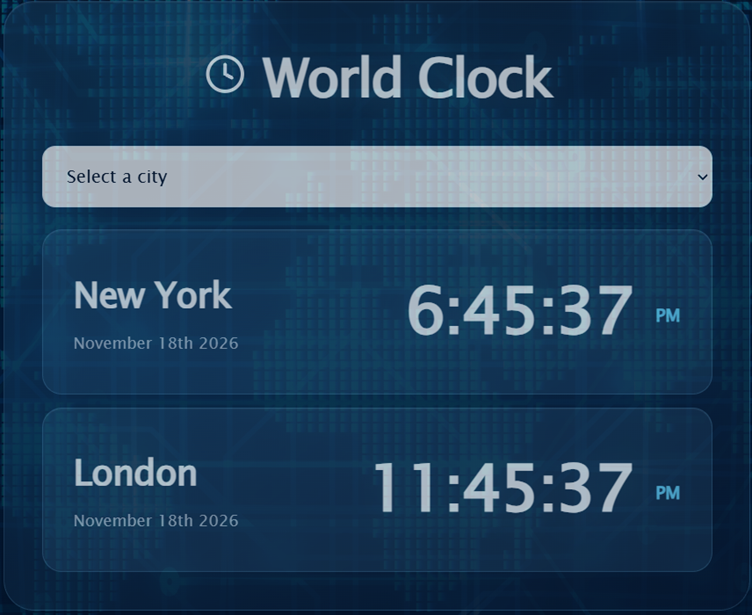 World Clock
Select a city
New York
6:45:37 PM
November 18th 2026
London
11:45:37 PM
November 18th 2026